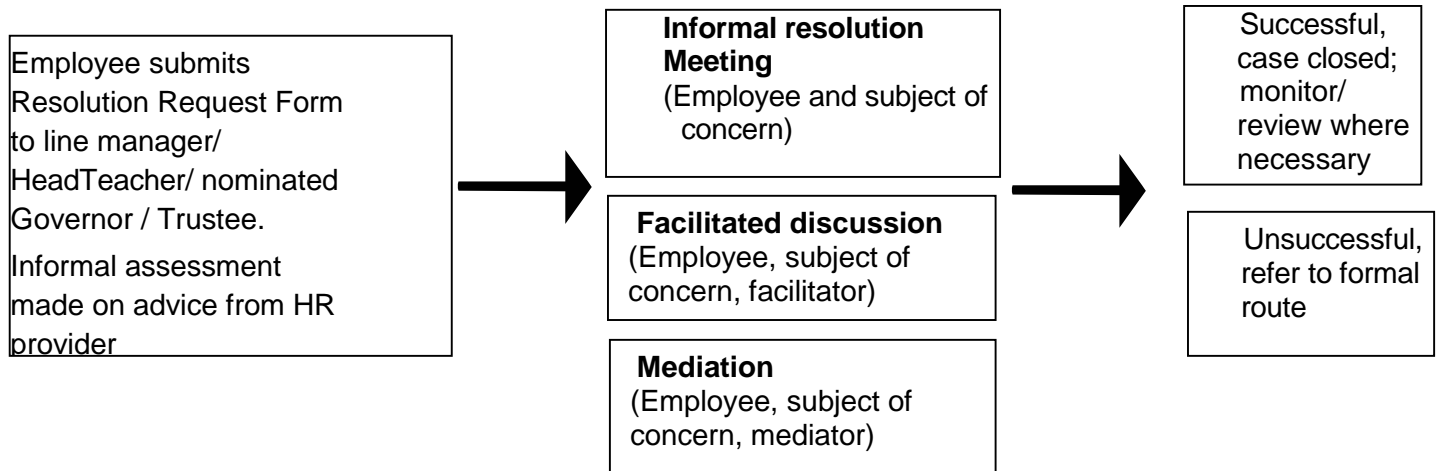 Employee submits
Resolution Request Form
to line manager/
HeadTeacher/ nominated
Governor / Trustee.
Informal assessment
made on advice from HR
provider
Informal resolution
Meeting
(Employee and subject of
concern)
Facilitated discussion
(Employee, subject of
concern, facilitator)
Mediation
(Employee, subject of
concern, mediator)
Successful,
case closed;
monitor/
review where
necessary
Unsuccessful,
refer to formal
route